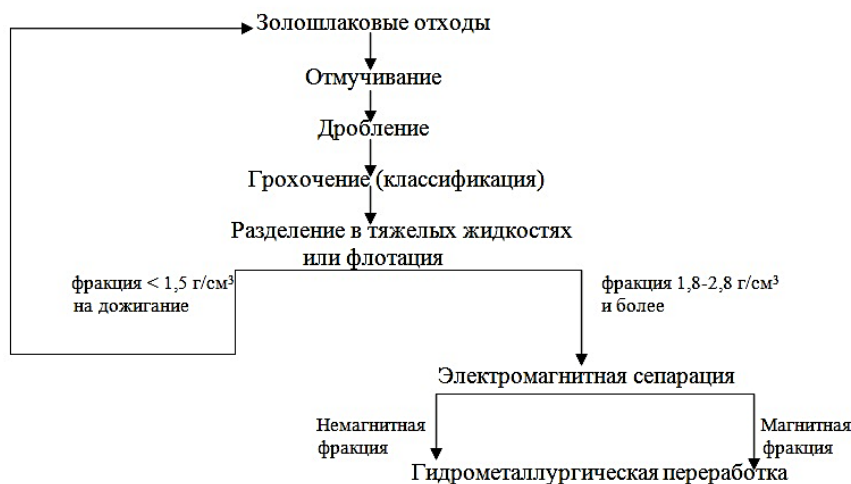 Золошлаковые отходы
Отмучивание
Дробление
Грохочение (классификация)
Разделение в тяжелых жидкостях
или флотация
фракция < 1,5 г/см³
на дожигание
фракция 1,8-2,8 г/см³
и более
Электромагнитная сепарация
Немагнитная
фракция
Магнитная
фракция
Гидрометаллургическая переработка